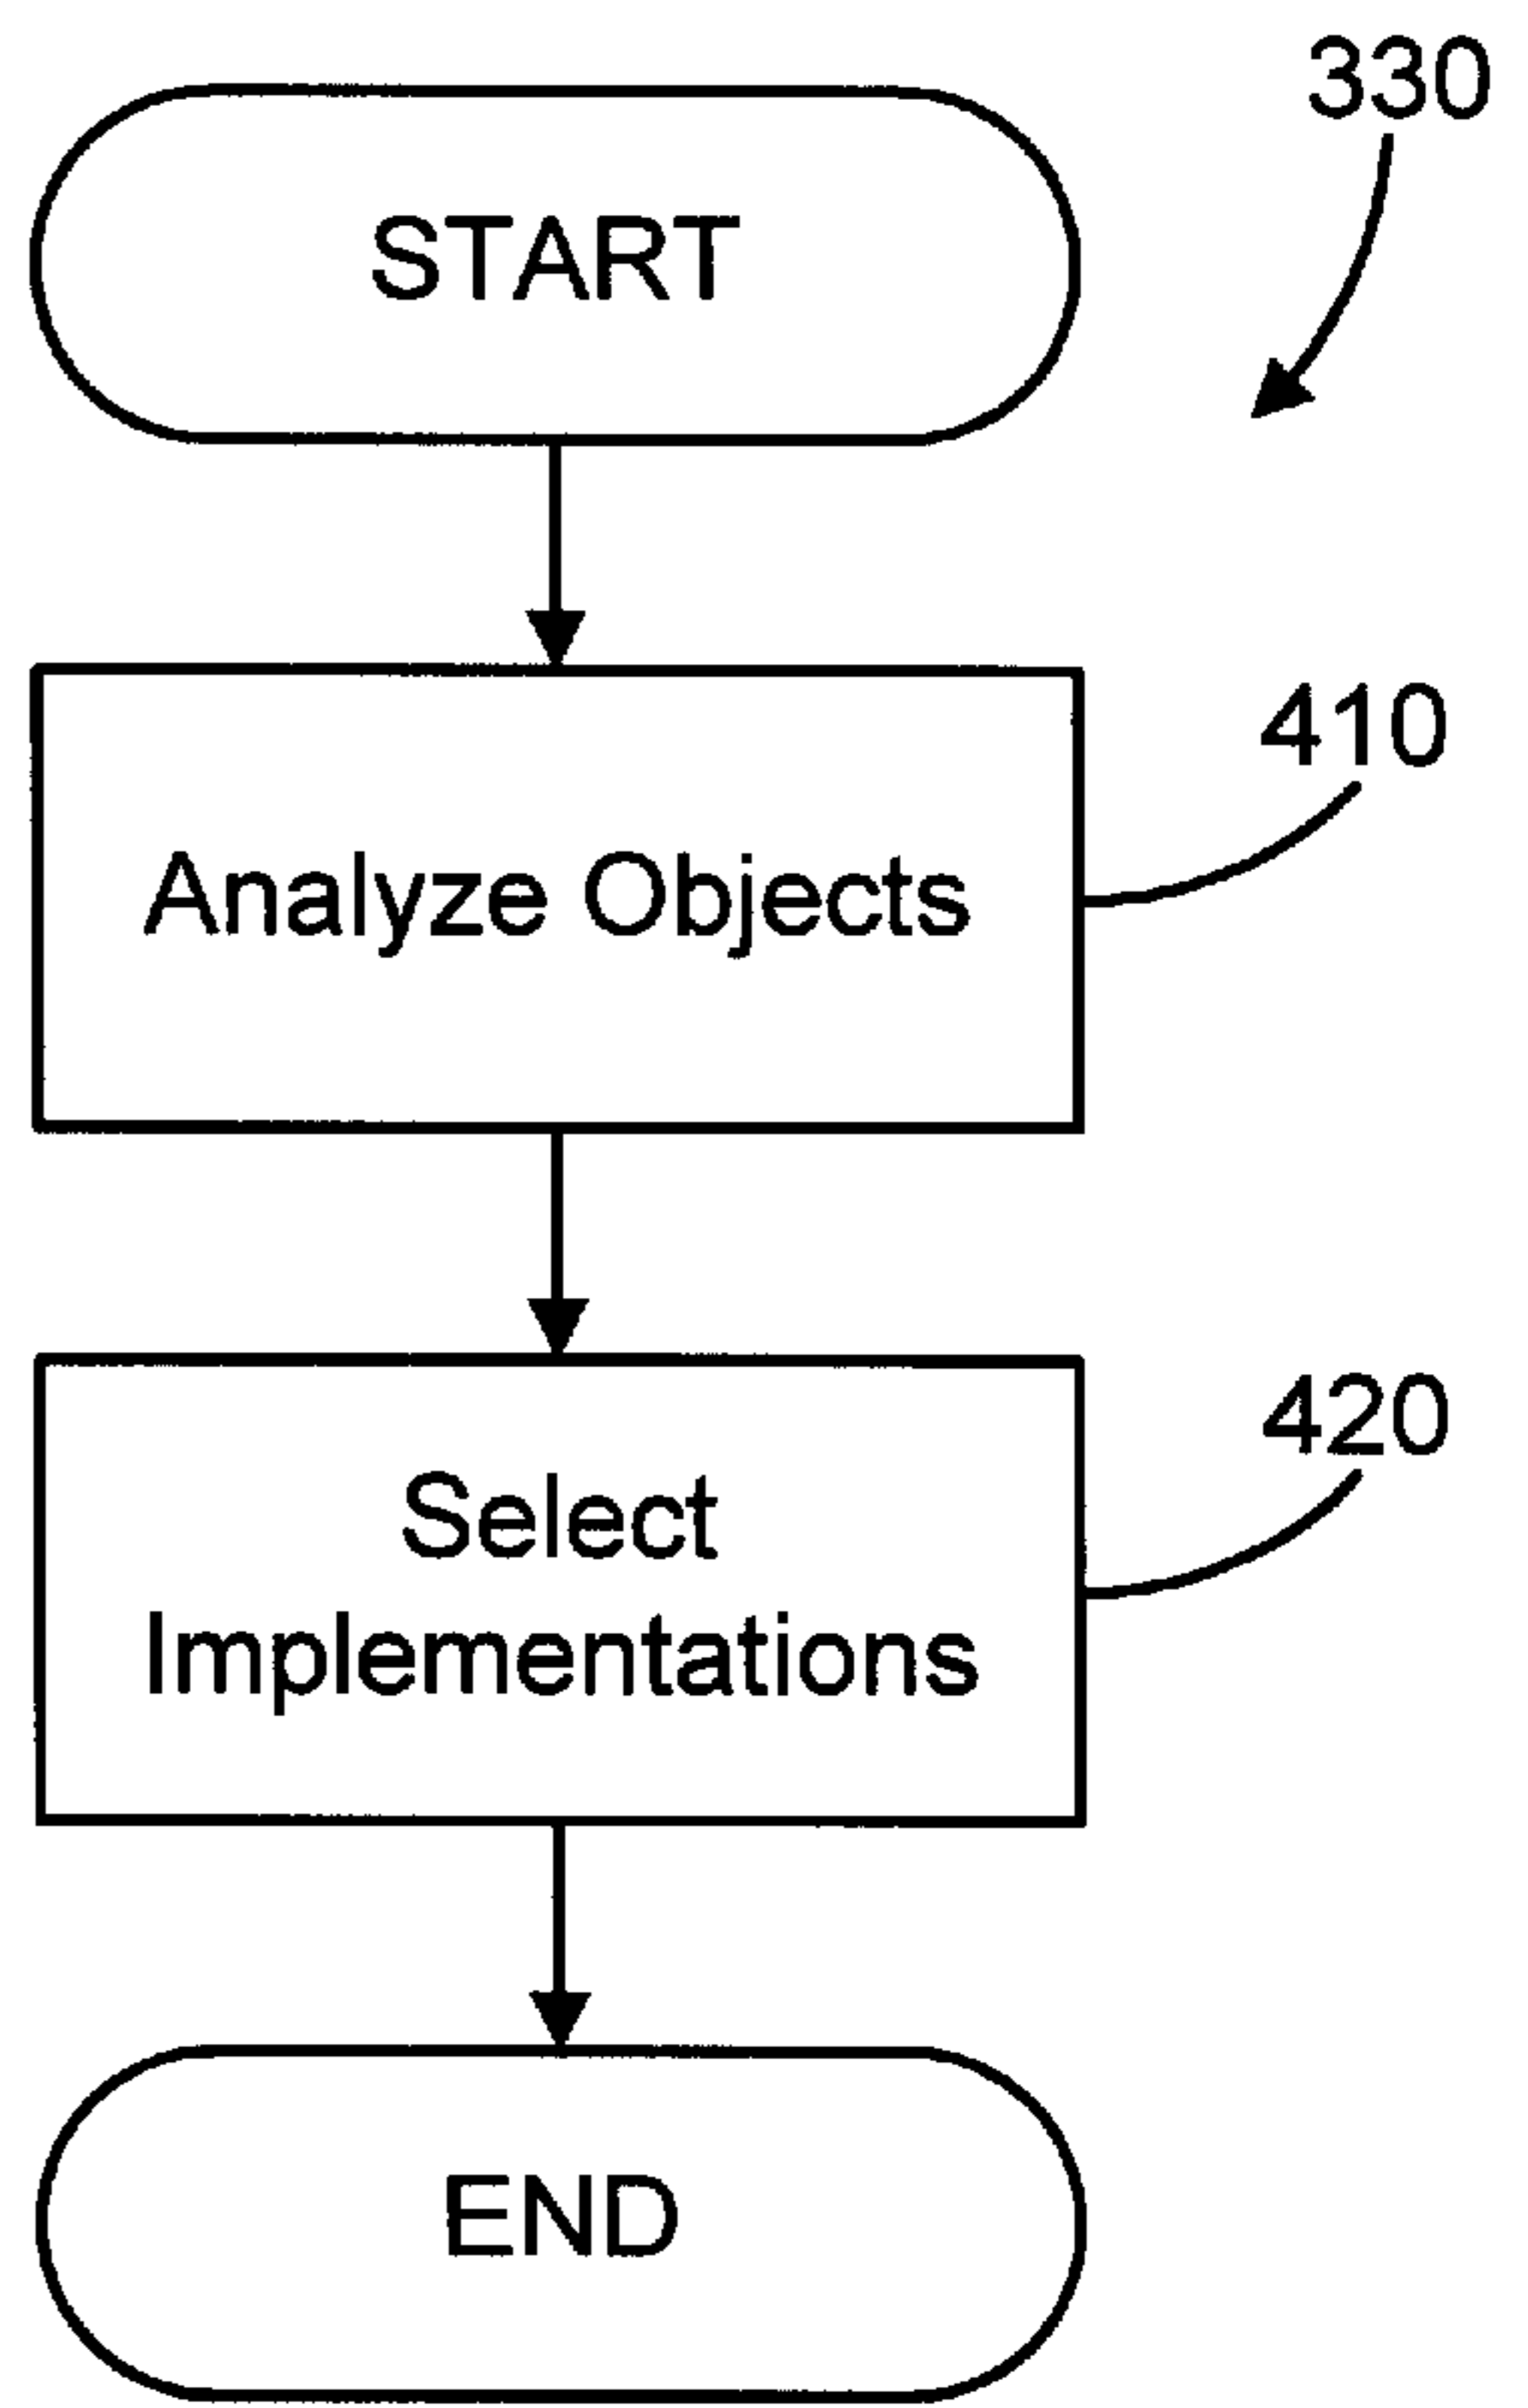 330
START
410
Analyze Objects
420
Select
Implementations
END